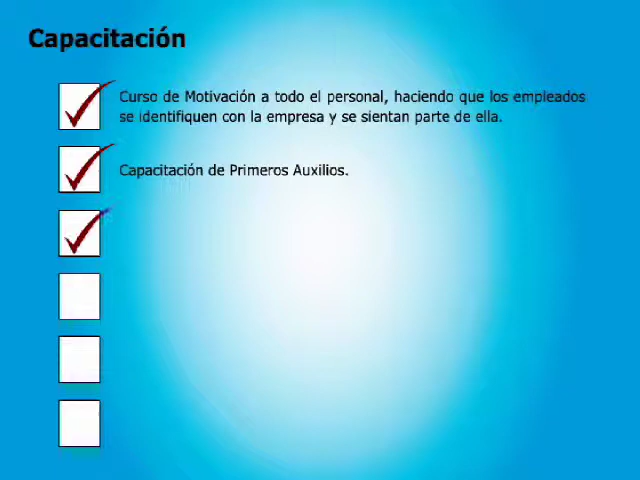 Capacitación
Curso de Motivación a todo el personal, haciendo que los empleados
se identifiquen con la empresa y se sientan parte de ella.
Capacitación de Primeros Auxilios.